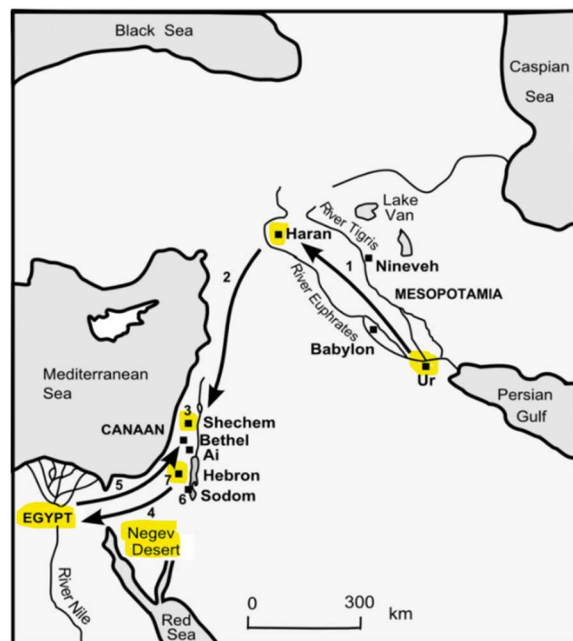 Black Sea
Caspian
Sea
Lake
Van
River Tigris
Haran
Nineveh
1
2
MESOPOTAMIA
River Euphrates
Babylon
Ur
Mediterranean
Sea
Persian
Gulf
3
Shechem
CANAAN
Bethel
Ai
Hebron
7
5
6
Sodom
4
EGYPT
Negev
Desert
River Nile
Red
Sea
0 300
km